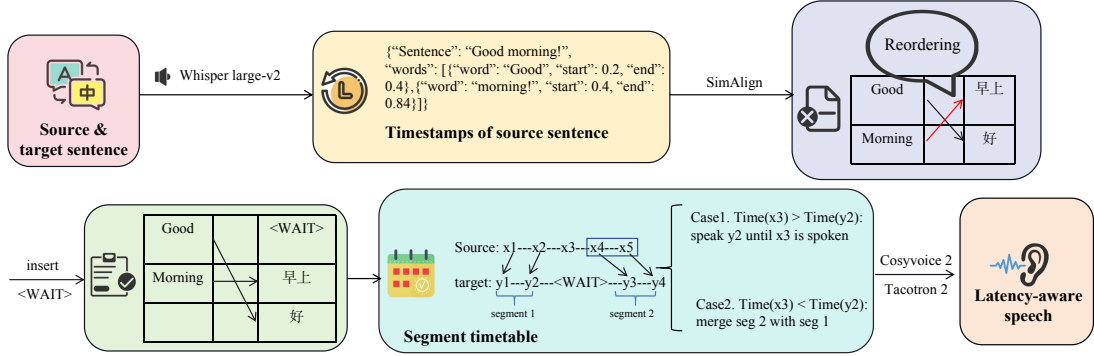 A
中
Source &
target sentence
Whisper large-v2
{“Sentence”: “Good morning!”,
“words”: [{“word”: “Good”, “start”: 0.2, “end”:
0.4},{“word”: “morning!”, “start”: 0.4, “end”:
0.84}]}
Timestamps of source sentence
SimAlign
Reordering
Good 早上
Morning 好
insert
<WAIT>
Good <WAIT>
Morning 早上
好
Source: x1---x2---x3---x4---x5
target: y1---y2---<WAIT>---y3---y4
segment 1 segment 2
Segment timetable
Case1. Time(x3) > Time(y2):
speak y2 until x3 is spoken
Case2. Time(x3) < Time(y2):
merge seg 2 with seg 1
Cosyvoice 2
Tacotron 2
Latency-aware
speech